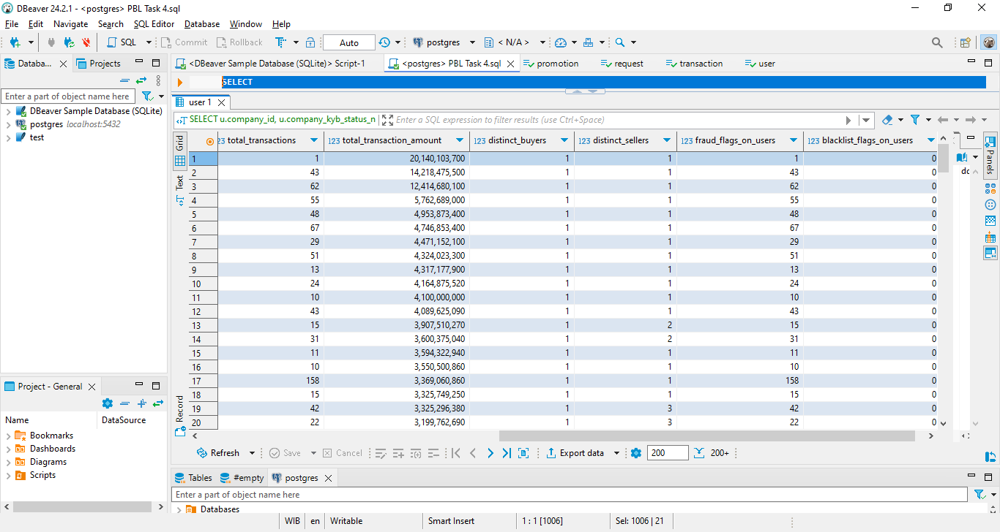 DBeaver 24.2.1 - <postgres> PBL Task 4.sql
File Edit Navigate Search SQL Editor Database Window Help
SQL Commit Rollback Auto postgres < N/A >
Databa... Projects
<DBeaver Sample Database (SQLite)> Script-1 <postgres> PBL Task 4.sql promotion request transaction user
Enter a part of object name here
DBeaver Sample Database (SQLite)
postgres localhost:5432
test
SELECT
user 1
SELECT u.company_id, u.company_kyb_status_n Enter a SQL expression to filter results (use Ctrl+Space)
Grid
Text
Record
Panels
23 total_transactions 123 total_transaction_amount 123 distinct_buyers 123 distinct_sellers 123 fraud_flags_on_users 123 blacklist_flags_on_users
1 1 20,140,103,700 1 1 1 0
2 43 14,218,475,500 1 1 43 0
3 62 12,414,680,100 1 1 62 0
4 55 5,762,689,000 1 1 55 0
5 48 4,953,873,400 1 1 48 0
6 67 4,746,853,400 1 1 67 0
7 29 4,471,152,100 1 1 29 0
8 51 4,324,023,300 1 1 51 0
9 13 4,317,177,900 1 1 13 0
10 24 4,164,875,520 1 1 24 0
11 10 4,100,000,000 1 1 10 0
12 43 4,089,625,090 1 1 43 0
13 15 3,907,510,270 1 2 15 0
14 31 3,600,375,040 1 2 31 0
15 11 3,594,322,940 1 1 11 0
16 10 3,550,500,860 1 1 10 0
17 158 3,369,060,860 1 1 158 0
18 15 3,325,749,250 1 1 15 0
19 42 3,325,296,380 1 3 42 0
20 22 3,199,762,690 1 3 22 0
Refresh Save Cancel Export data 200 200+
Project - General
Name DataSource
Bookmarks
Dashboards
Diagrams
Scripts
Tables #empty postgres
Enter a part of object name here
Databases
WIB en Writable Smart Insert 1 : 1 [1006] Sel: 1006 | 21